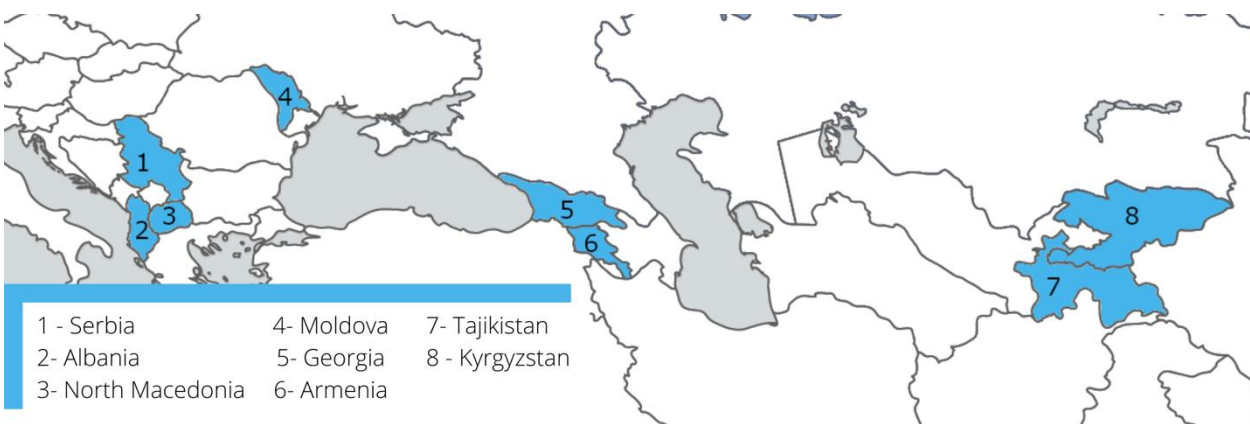 4
1
5
3
8
2
6
7
1 - Serbia
2- Albania
3- North Macedonia
4- Moldova
5- Georgia
6- Armenia
7- Tajikistan
8 - Kyrgyzstan